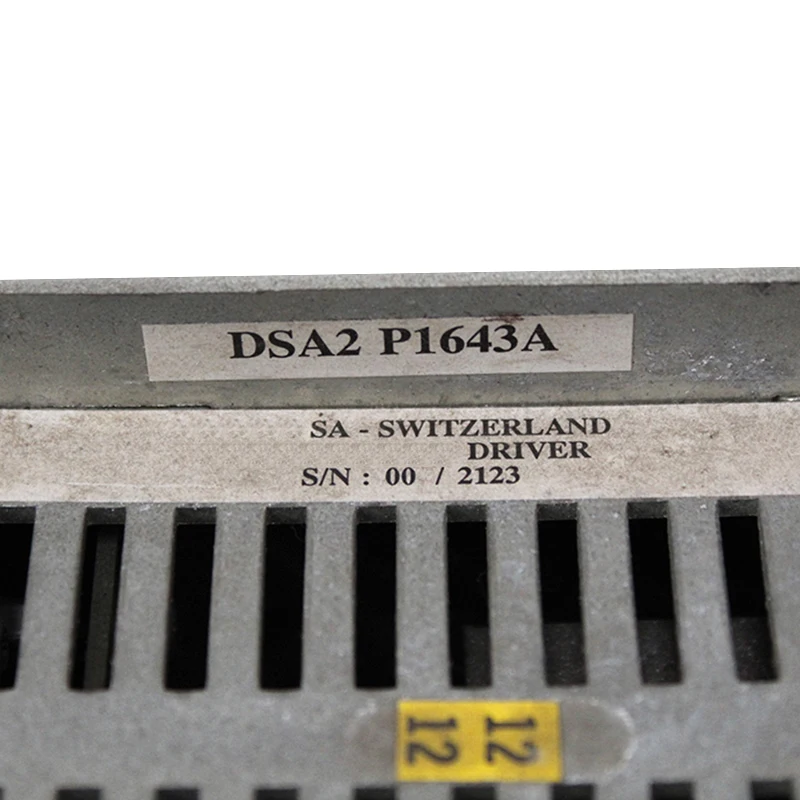 DSA2 P1643A
SA - SWITZERLAND
DRIVER
S/N : 00 / 2123
12 12